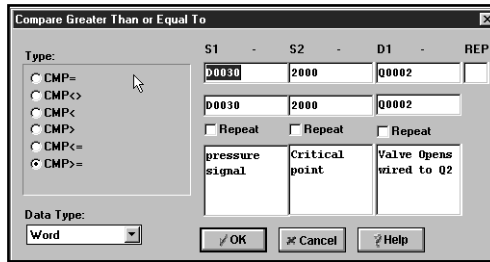 Compare Greater Than or Equal To
Type:
CMP=
CMP<>
CMP<
CMP>
CMP<=
CMP>=
Data Type:
Word
S1 - S2 - D1 - REP
D0030 2000 Q0002
D0030 2000 Q0002
Repeat Repeat Repeat
pressure Critical Valve Opens
signal point wired to Q2
OK Cancel Help